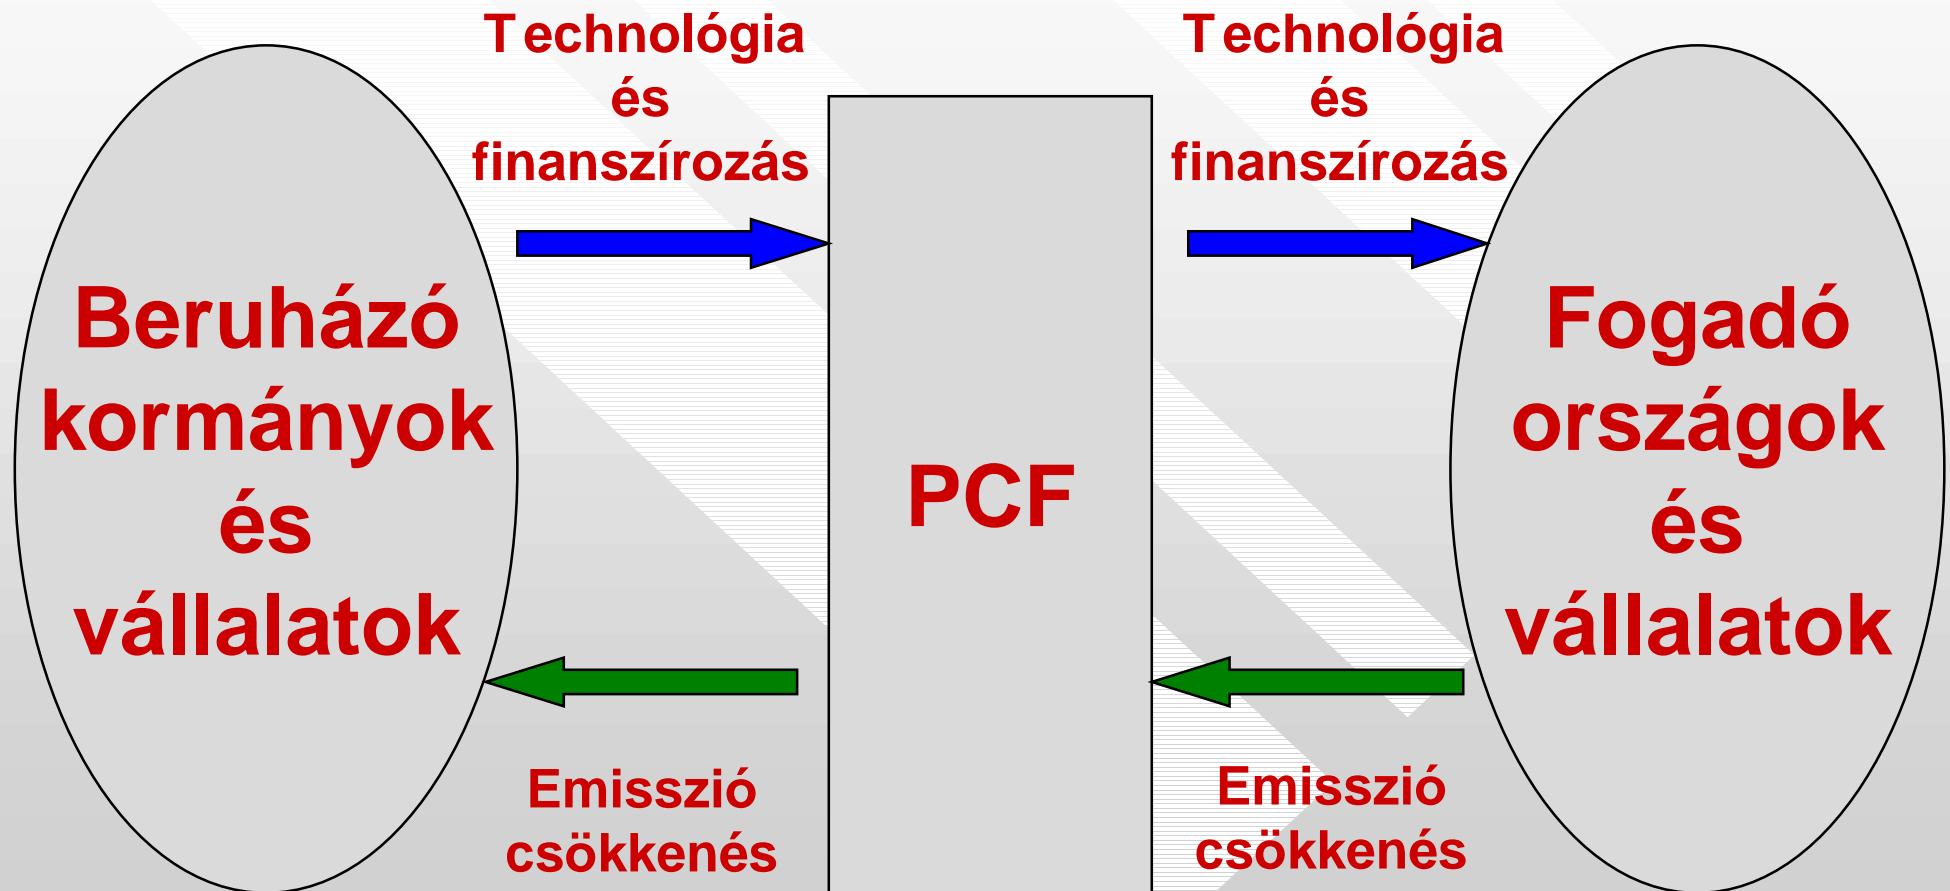 Technológia
és
finanszírozás
Technológia
és
finanszírozás
Beruházó
kormányok
és
vállalatok
PCF
Fogadó
országok
és
vállalatok
Emisszió
csökkenés
Emisszió
csökkenés